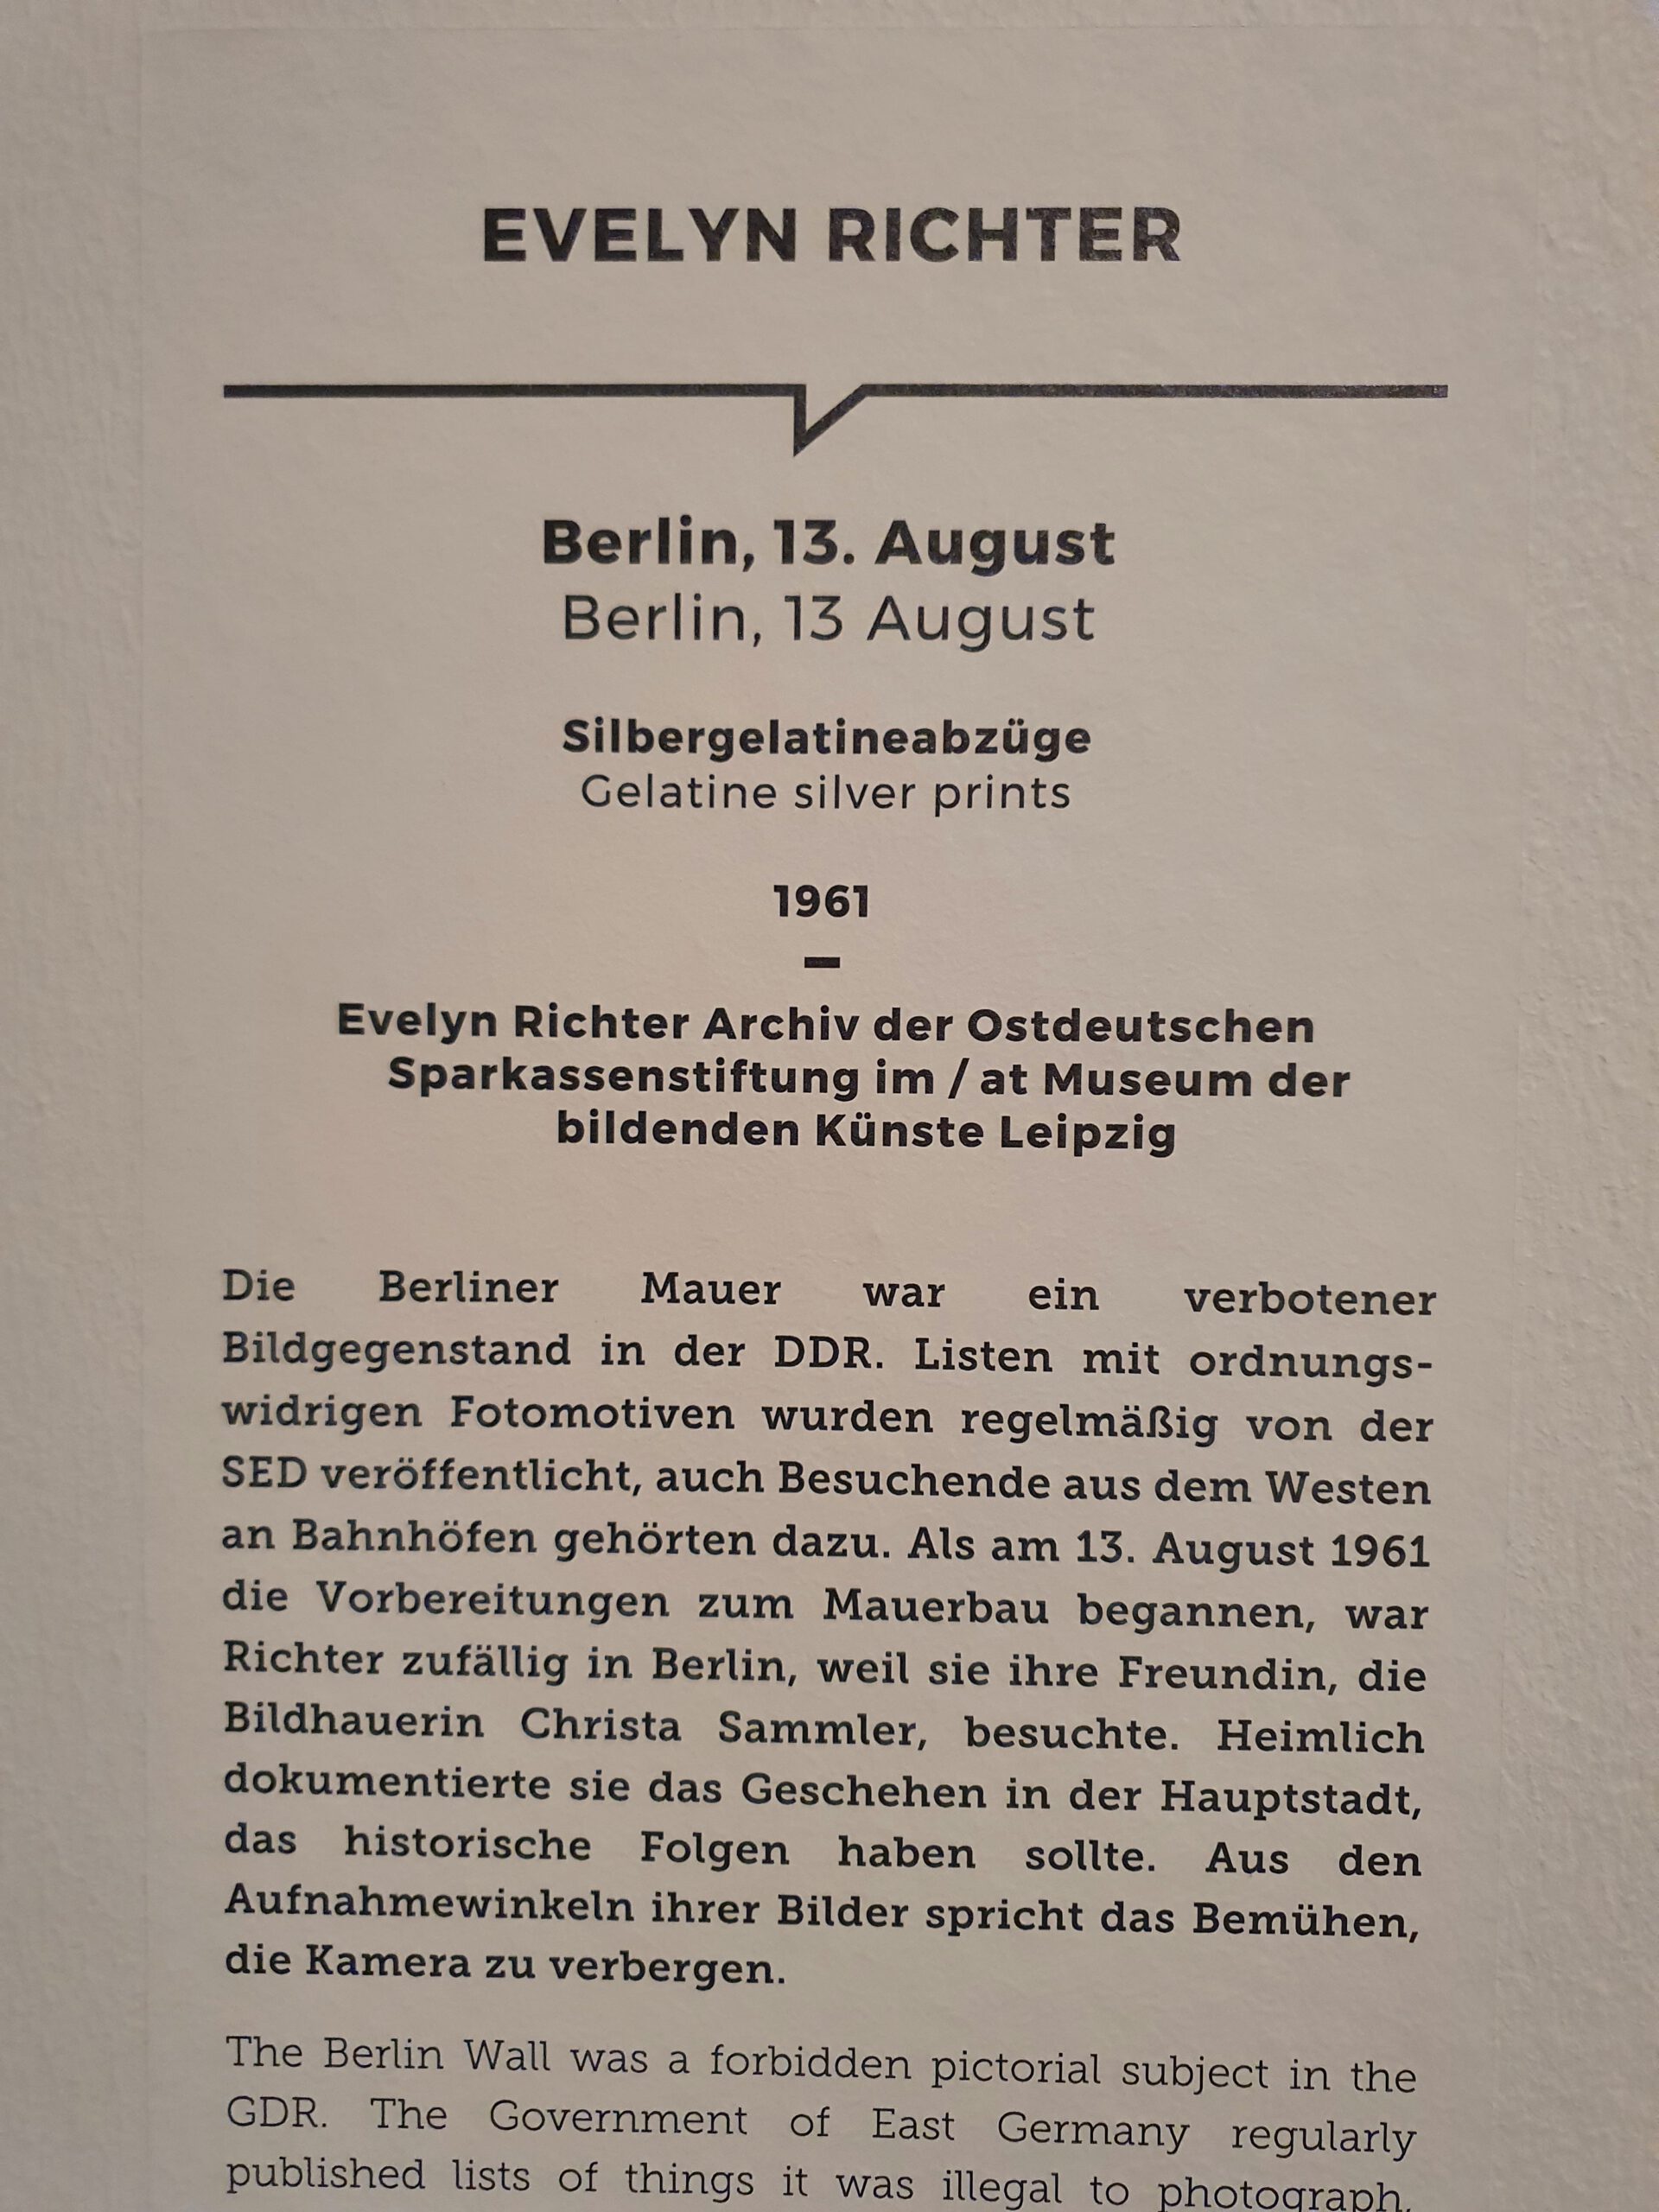 EVELYN RICHTER
Berlin, 13. August
Berlin, 13 August
Silbergelatineabzüge
Gelatine silver prints
1961
–
Evelyn Richter Archiv der Ostdeutschen
Sparkassenstiftung im / at Museum der
bildenden Künste Leipzig
Die Berliner Mauer war ein verbotener
Bildgegenstand in der DDR. Listen mit ordnungs-
widrigen Fotomotiven wurden regelmäßig von der
SED veröffentlicht, auch Besuchende aus dem Westen
an Bahnhöfen gehörten dazu. Als am 13. August 1961
die Vorbereitungen zum Mauerbau begannen, war
Richter zufällig in Berlin, weil sie ihre Freundin, die
Bildhauerin Christa Sammler, besuchte. Heimlich
dokumentierte sie das Geschehen in der Hauptstadt,
das historische Folgen haben sollte. Aus den
Aufnahmewinkeln ihrer Bilder spricht das Bemühen,
die Kamera zu verbergen.
The Berlin Wall was a forbidden pictorial subject in the
GDR. The Government of East Germany regularly
published lists of things it was illegal to photograph,